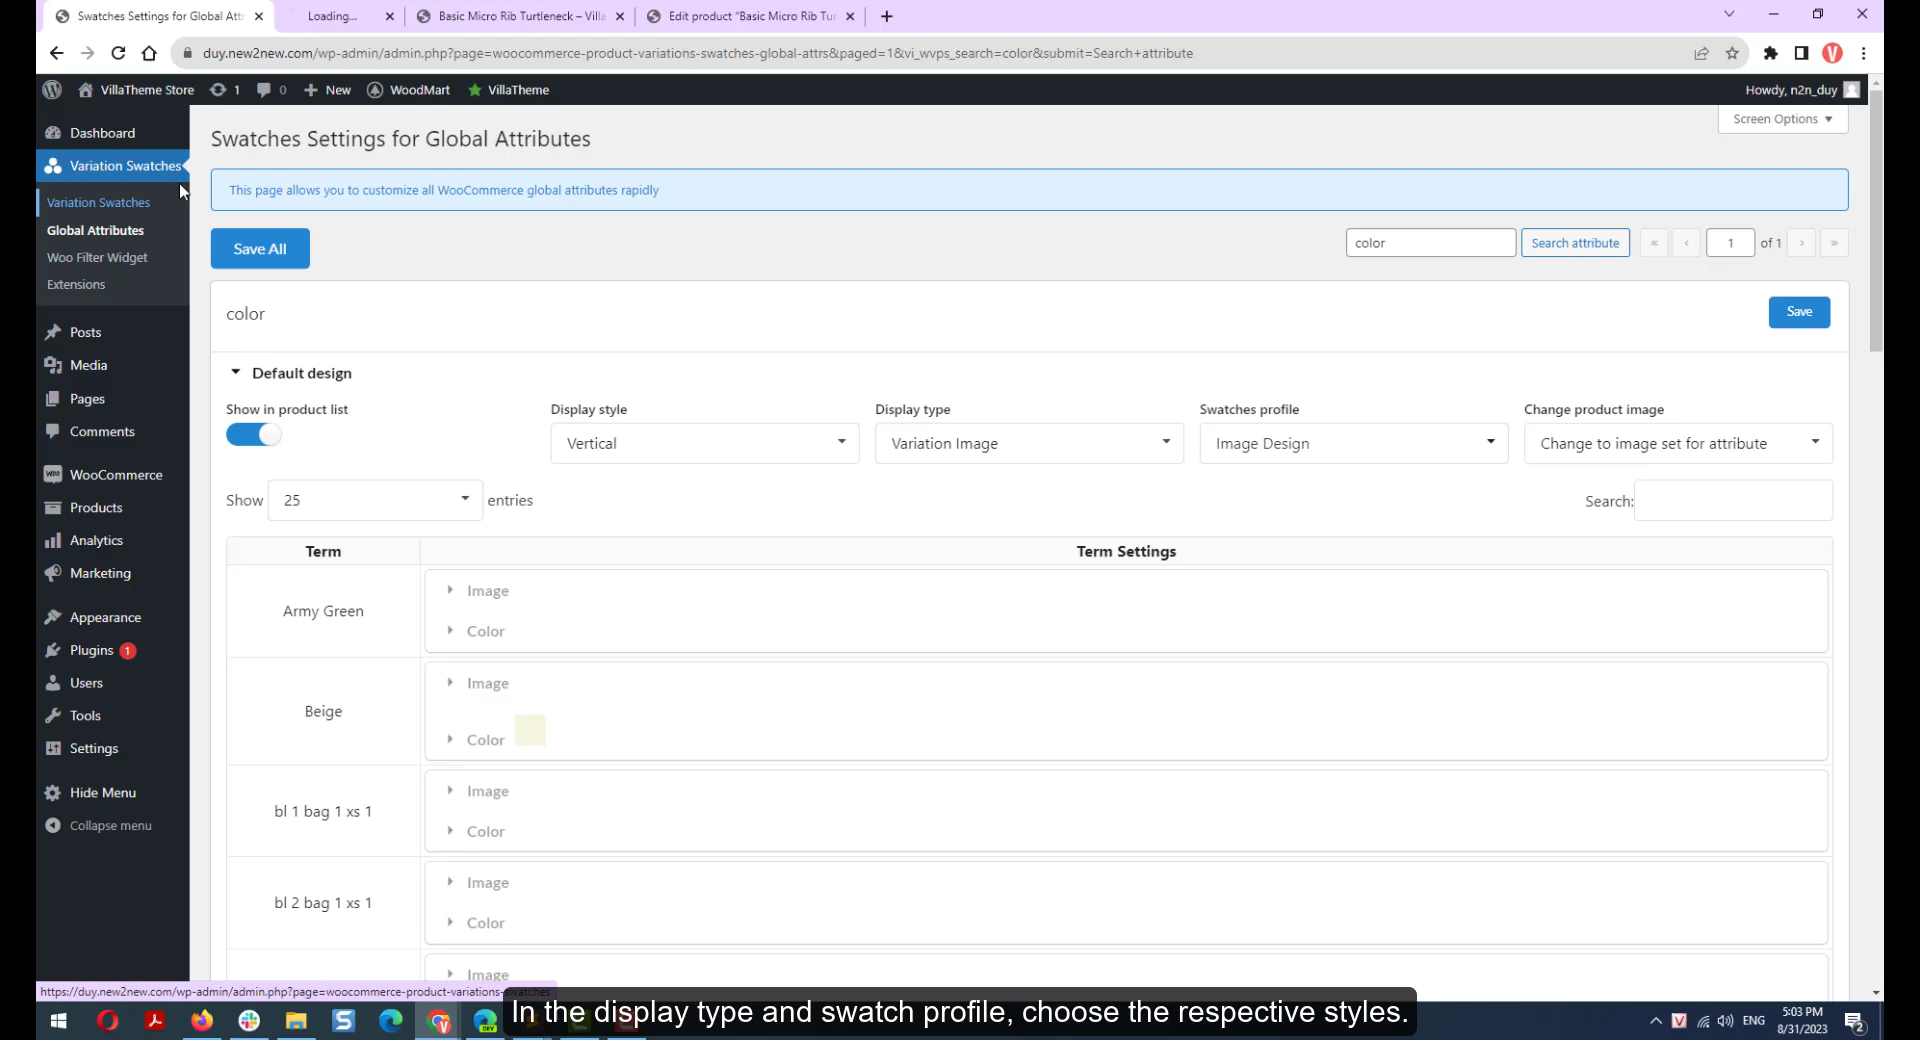 Swatches Settings for Global Att
Loading...
Basic Micro Rib Turtleneck – Villa
Edit product "Basic Micro Rib Tur
duy.new2new.com/wp-admin/admin.php?page=woocommerce-product-variations-swatches-global-attrs&paged=1&vi_wvps_search=color&submit=Search+attribute
VillaTheme Store
1
0
New
WoodMart
VillaTheme
Howdy, n2n_duy
Dashboard
Variation Swatches
Variation Swatches
Global Attributes
Woo Filter Widget
Extensions
Posts
Media
Pages
Comments
WooCommerce
Products
Analytics
Marketing
Appearance
Plugins 1
Users
Tools
Settings
Hide Menu
Collapse menu
Screen Options
Swatches Settings for Global Attributes
This page allows you to customize all WooCommerce global attributes rapidly
Save All
color
Search attribute
«
‹
1
of 1
›
»
color
Save
Default design
Show in product list
Display style
Display type
Swatches profile
Change product image
Vertical
Variation Image
Image Design
Change to image set for attribute
Show 25 entries
Search:
Term
Term Settings
Army Green
Image
Color
Beige
Image
Color
bl 1 bag 1 xs 1
Image
Color
bl 2 bag 1 xs 1
Image
Color
Image
https://duy.new2new.com/wp-admin/admin.php?page=woocommerce-product-variations-swatches
In the display type and swatch profile, choose the respective styles.
ENG
5:03 PM
8/31/2023
2